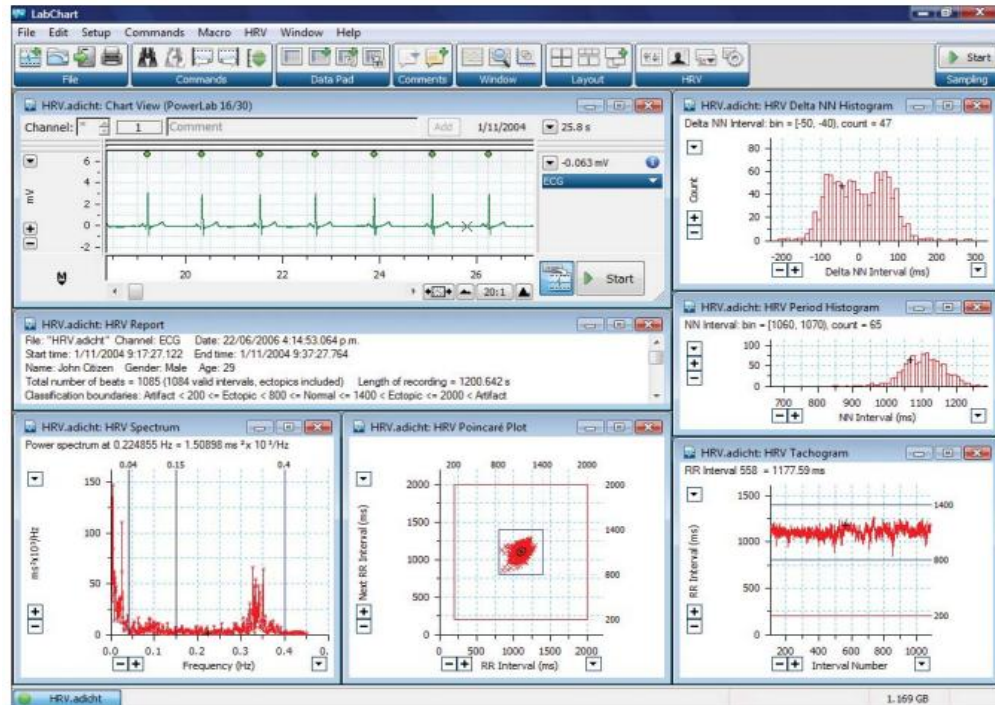 LabChart
File Edit Setup Commands Macro HRV Window Help
File Commands Data Pad Comments Window Layout HRV Start Sampling
HRV.adicht: Chart View (PowerLab 16/30)
Channel: * 1 Comment Add 1/11/2004 25.8 s
-0.063 mV
ECG
mV
6
4
2
0
-2
20 22 24 26
20:1 Start
HRV.adicht: HRV Delta NN Histogram
Delta NN Interval: bin = [-50, -40), count = 47
Count
80
60
40
20
0
-200 -100 0 100 200 300
Delta NN Interval (ms)
HRV.adicht: HRV Report
File: "HRV.adicht" Channel: ECG Date: 22/06/2006 4:14:53.064 p.m.
Start time: 1/11/2004 9:17:27.122 End time: 1/11/2004 9:37:27.764
Name: John Citizen Gender: Male Age: 29
Total number of beats = 1085 (1084 valid intervals, ectopics included) Length of recording = 1200.642 s
Classification boundaries: Artifact < 200 <= Ectopic < 800 <= Normal <= 1400 < Ectopic <= 2000 < Artifact
HRV.adicht: HRV Period Histogram
NN Interval: bin = [1060, 1070), count = 65
100
50
0
700 800 900 1000 1100 1200
NN Interval (ms)
HRV.adicht: HRV Spectrum
Power spectrum at 0.224855 Hz = 1.50898 ms²x 10³/Hz
0.04 0.15 0.4
ms²x10³/Hz
150
100
50
0
0.0 0.1 0.2 0.3 0.4 0.
Frequency (Hz)
HRV.adicht: HRV Poincaré Plot
200 800 1400 2000
Next RR Interval (ms)
2000 2000
1500 1400
1000 800
500 200
0
0 500 1000 1500 2000
RR Interval (ms)
HRV.adicht: HRV Tachogram
RR Interval 558 = 1177.59 ms
RR Interval (ms)
1500 1400
1000 800
500 200
0
200 400 600 800 1000
Interval Number
HRV.adicht 1.169 GB